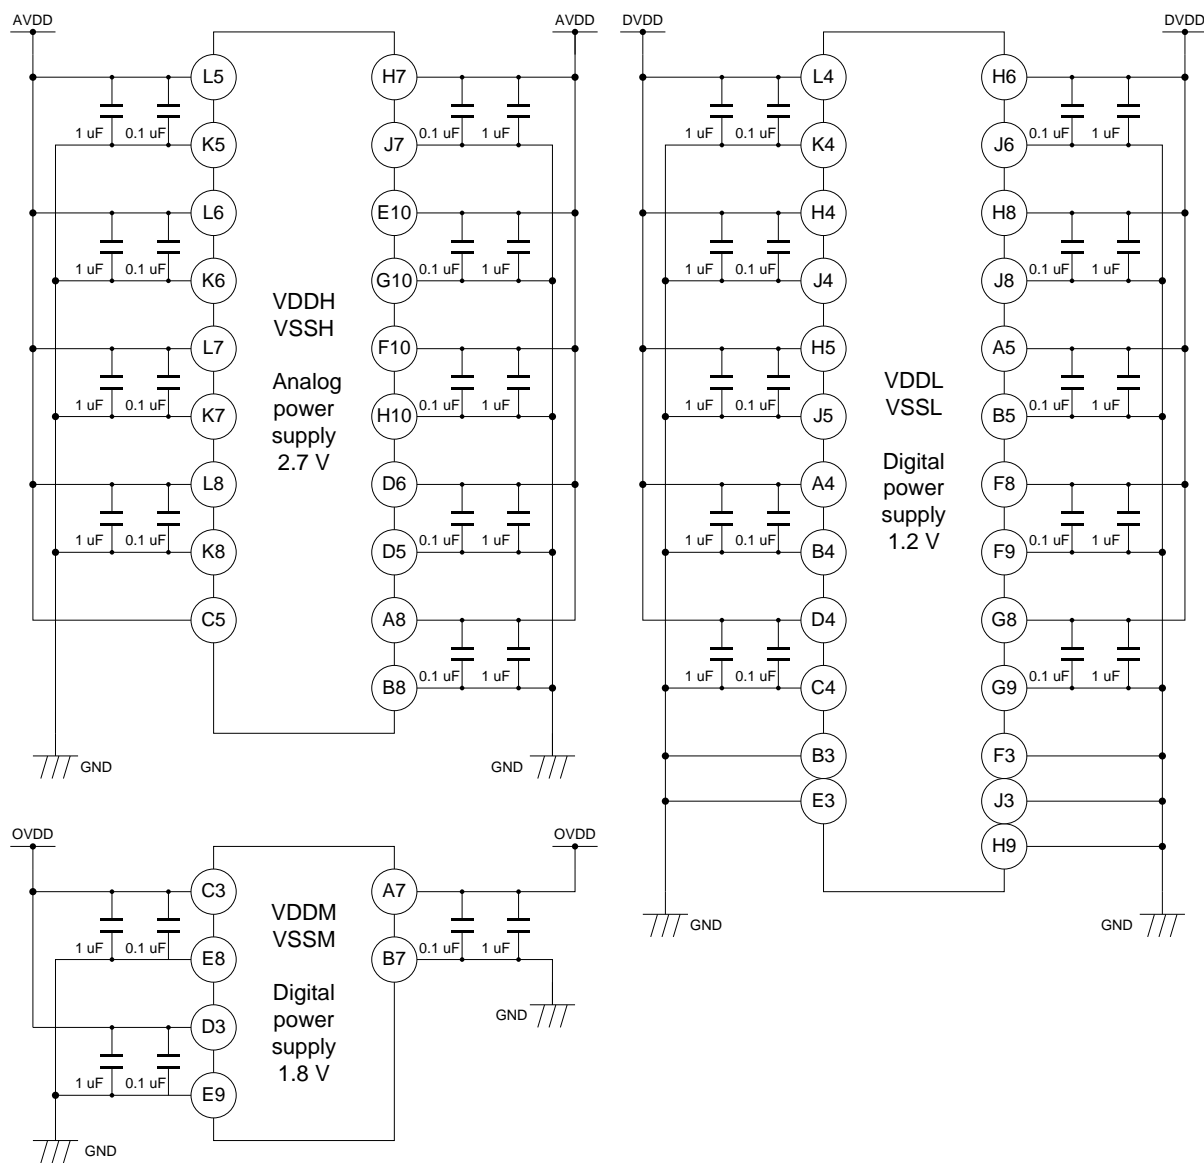 AVDD
AVDD
L5
H7
1 uF
0.1 uF
0.1 uF
1 uF
K5
J7
L6
E10
1 uF
0.1 uF
0.1 uF
1 uF
K6
G10
VDDH
VSSH
L7
F10
Analog
power
supply
2.7 V
1 uF
0.1 uF
0.1 uF
1 uF
K7
H10
L8
D6
1 uF
0.1 uF
0.1 uF
1 uF
K8
D5
C5
A8
0.1 uF
1 uF
B8
GND
GND
DVDD
DVDD
L4
H6
1 uF
0.1 uF
0.1 uF
1 uF
K4
J6
H4
H8
1 uF
0.1 uF
0.1 uF
1 uF
J4
J8
H5
A5
VDDL
VSSL
1 uF
0.1 uF
0.1 uF
1 uF
J5
B5
Digital
power
supply
1.2 V
A4
F8
1 uF
0.1 uF
0.1 uF
1 uF
B4
F9
D4
G8
1 uF
0.1 uF
0.1 uF
1 uF
C4
G9
B3
F3
E3
J3
H9
GND
GND
OVDD
OVDD
C3
A7
VDDM
VSSM
1 uF
0.1 uF
0.1 uF
1 uF
E8
B7
Digital
power
supply
1.8 V
GND
D3
1 uF
0.1 uF
E9
GND